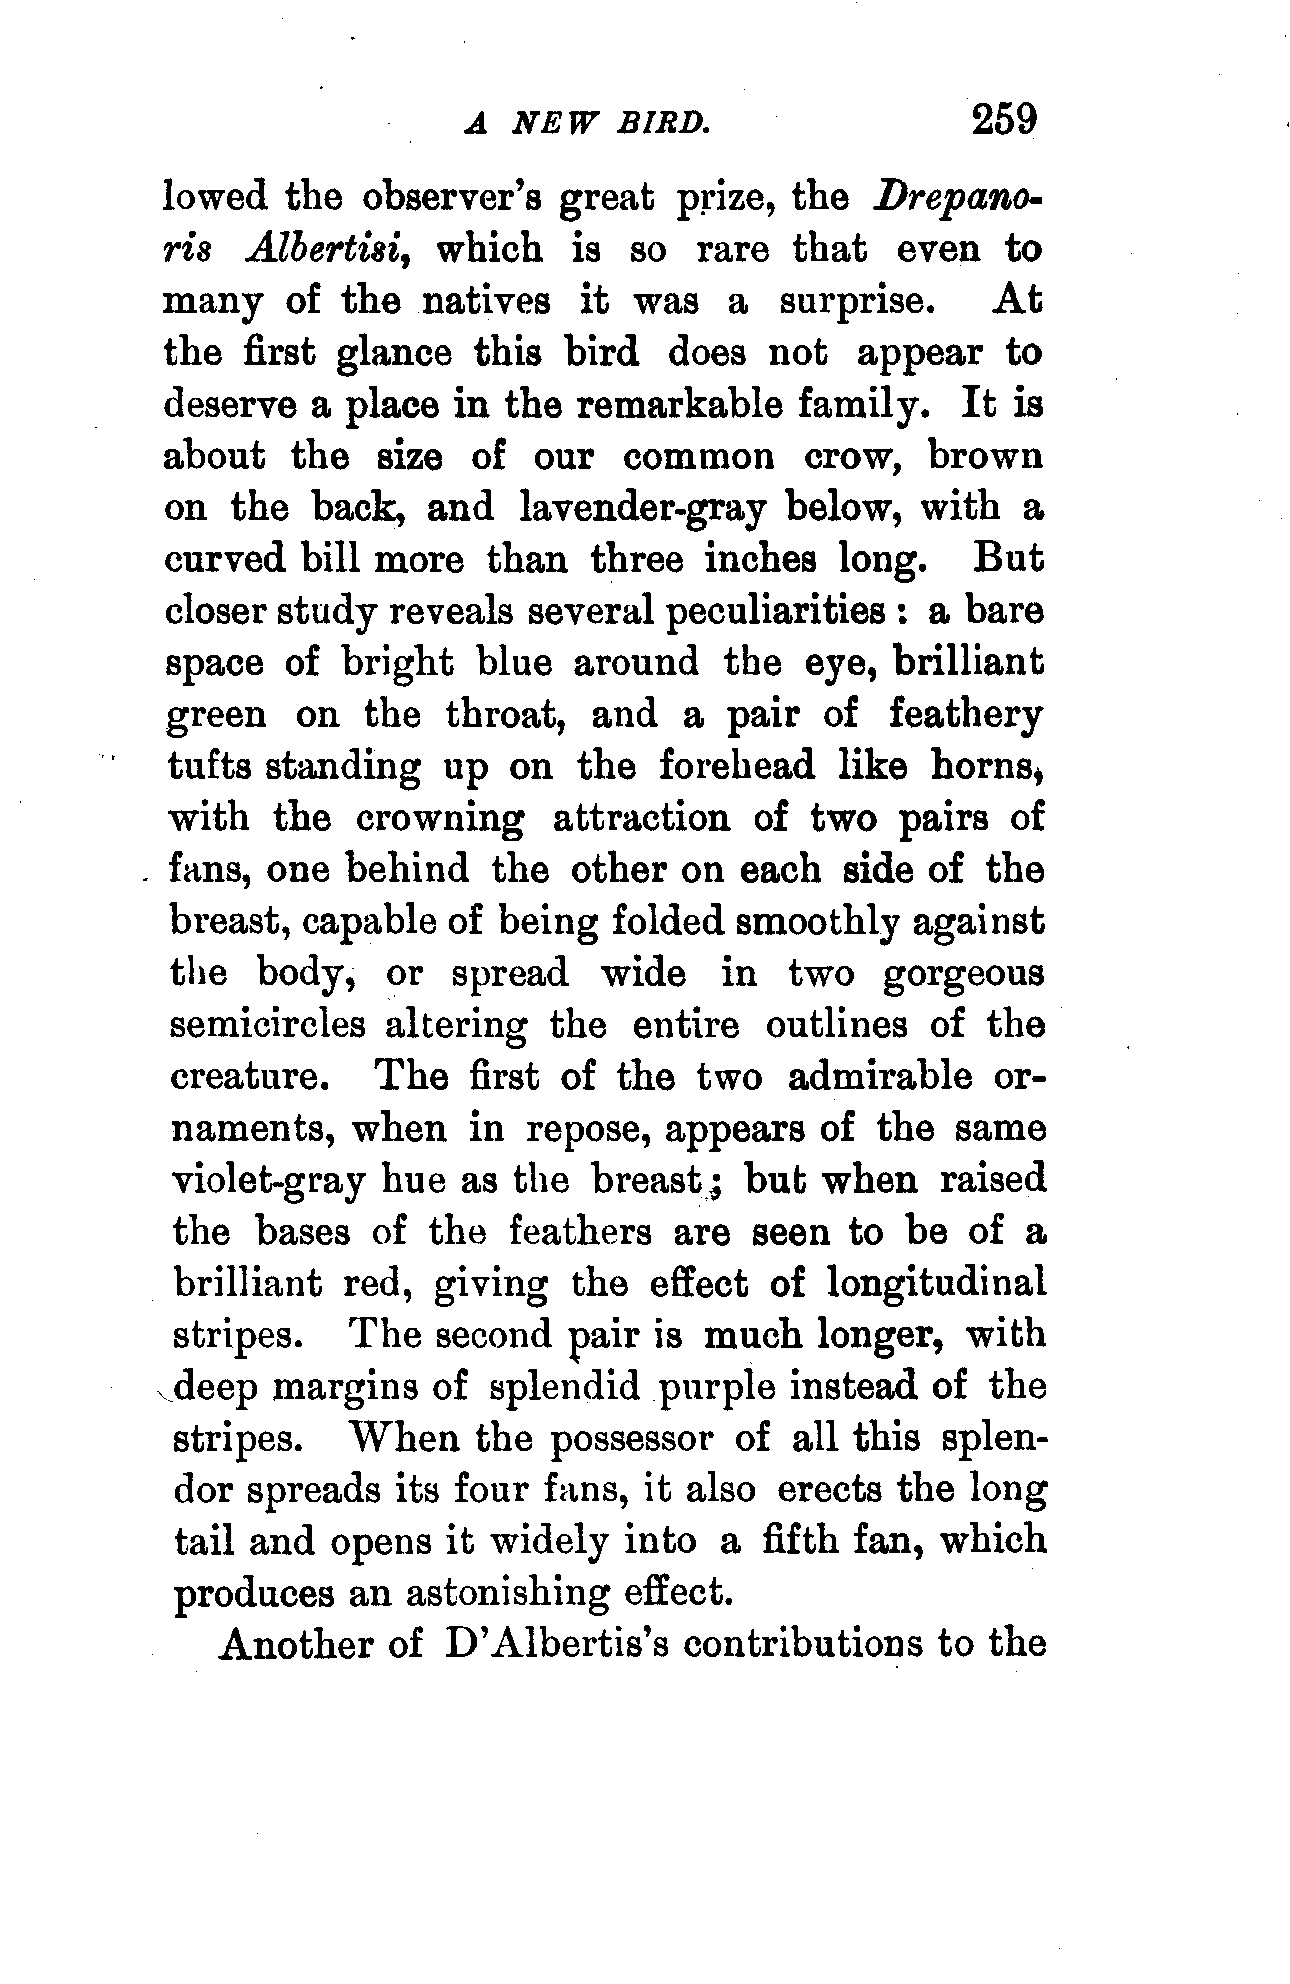 A NEW BIRD. 259
lowed the observer's great prize, the Drepano-
ris Albertisi, which is so rare that even to
many of the natives it was a surprise. At
the first glance this bird does not appear to
deserve a place in the remarkable family. It is
about the size of our common crow, brown
on the back, and lavender-gray below, with a
curved bill more than three inches long. But
closer study reveals several peculiarities : a bare
space of bright blue around the eye, brilliant
green on the throat, and a pair of feathery
tufts standing up on the forehead like horns,
with the crowning attraction of two pairs of
fans, one behind the other on each side of the
breast, capable of being folded smoothly against
the body, or spread wide in two gorgeous
semicircles altering the entire outlines of the
creature. The first of the two admirable or-
naments, when in repose, appears of the same
violet-gray hue as the breast; but when raised
the bases of the feathers are seen to be of a
brilliant red, giving the effect of longitudinal
stripes. The second pair is much longer, with
deep margins of splendid purple instead of the
stripes. When the possessor of all this splen-
dor spreads its four fans, it also erects the long
tail and opens it widely into a fifth fan, which
produces an astonishing effect.
Another of D'Albertis's contributions to the